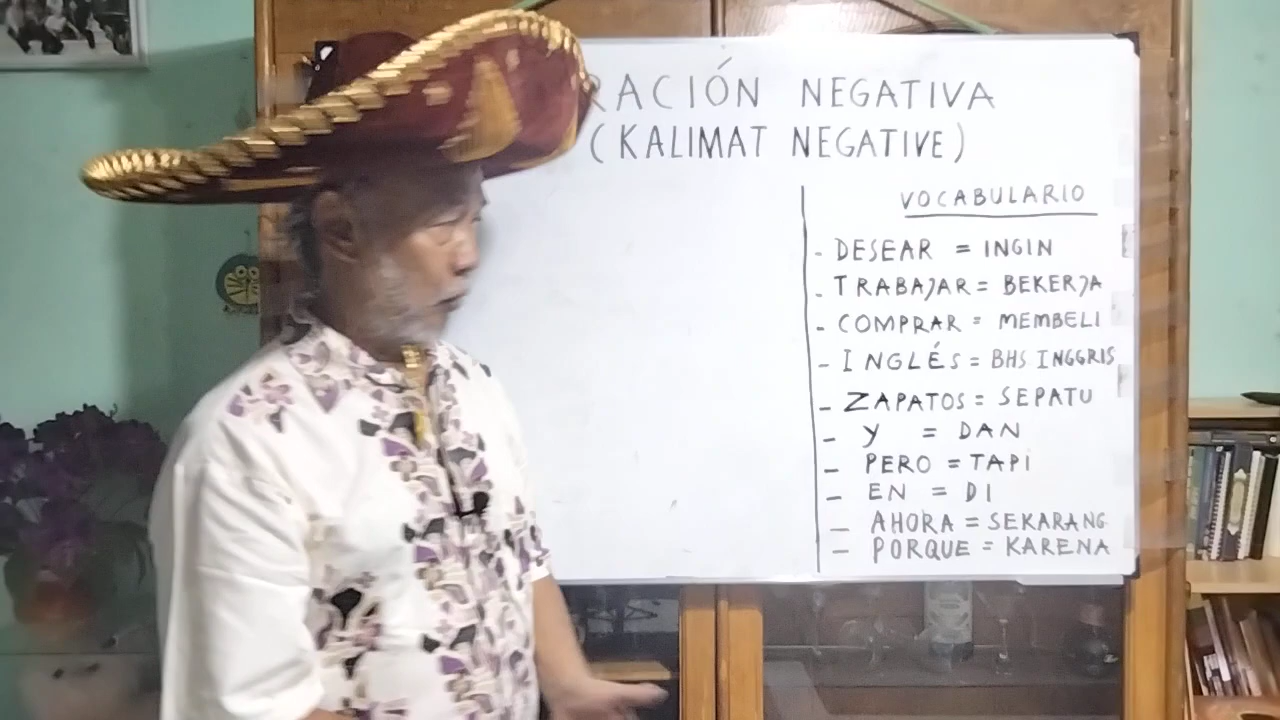 RACIÓN NEGATIVA
(KALIMAT NEGATIVE)
VOCABULARIO
- DESEAR = INGIN
- TRABAJAR = BEKERJA
- COMPRAR = MEMBELI
- INGLÉS = BHS INGGRIS
- ZAPATOS = SEPATU
- Y = DAN
- PERO = TAPI
- EN = DI
- AHORA = SEKARANG
- PORQUE = KARENA